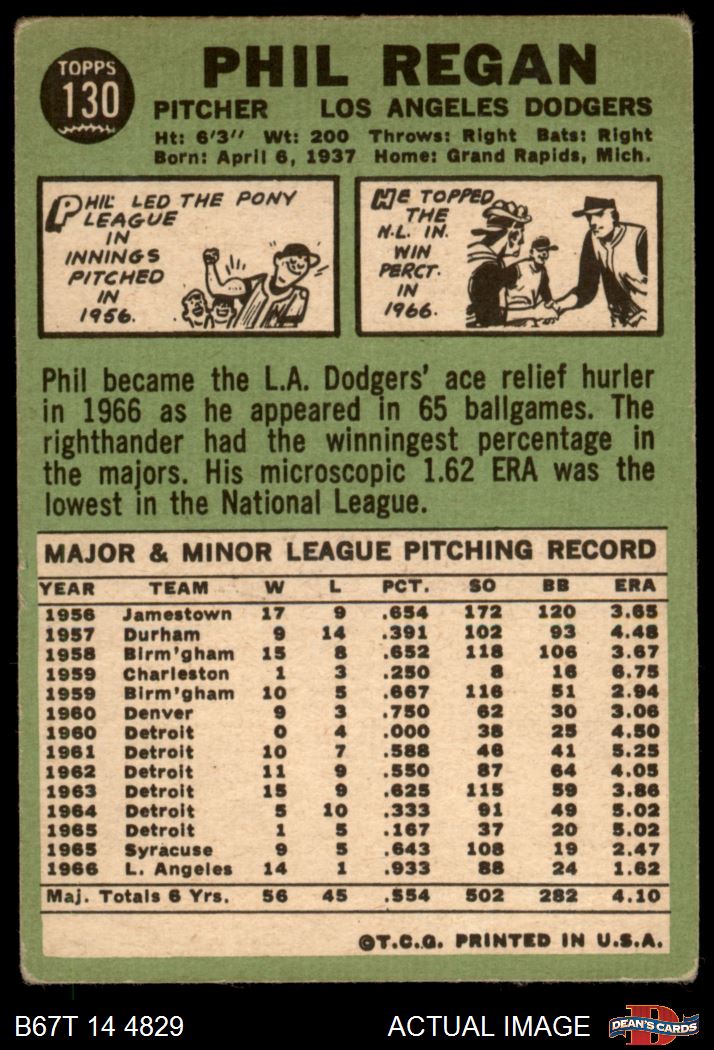 TOPPS
130
PHIL REGAN
PITCHER LOS ANGELES DODGERS
Ht: 6'3" Wt: 200 Throws: Right Bats: Right
Born: April 6, 1937 Home: Grand Rapids, Mich.
PHIL LED THE PONY
LEAGUE
IN
INNINGS
PITCHED
IN
1956.
HE TOPPED
THE
N.L. IN
WIN
PERCT.
IN
1966.
Phil became the L.A. Dodgers' ace relief hurler
in 1966 as he appeared in 65 ballgames. The
righthander had the winningest percentage in
the majors. His microscopic 1.62 ERA was the
lowest in the National League.
MAJOR & MINOR LEAGUE PITCHING RECORD
YEAR TEAM W L PCT. SO BB ERA
1956 Jamestown 17 9 .654 172 120 3.65
1957 Durham 9 14 .391 102 93 4.48
1958 Birm'gham 15 8 .652 118 106 3.67
1959 Charleston 1 3 .250 8 16 6.75
1959 Birm'gham 10 5 .667 116 51 2.94
1960 Denver 9 3 .750 62 30 3.06
1960 Detroit 0 4 .000 38 25 4.50
1961 Detroit 10 7 .588 46 41 5.25
1962 Detroit 11 9 .550 87 64 4.05
1963 Detroit 15 9 .625 115 59 3.86
1964 Detroit 5 10 .333 91 49 5.02
1965 Detroit 1 5 .167 37 20 5.02
1965 Syracuse 9 5 .643 108 19 2.47
1966 L. Angeles 14 1 .933 88 24 1.62
Maj. Totals 6 Yrs. 56 45 .554 502 282 4.10
©T.C.G. PRINTED IN U.S.A.
B67T 14 4829 ACTUAL IMAGE
D
DEAN'S CARDS